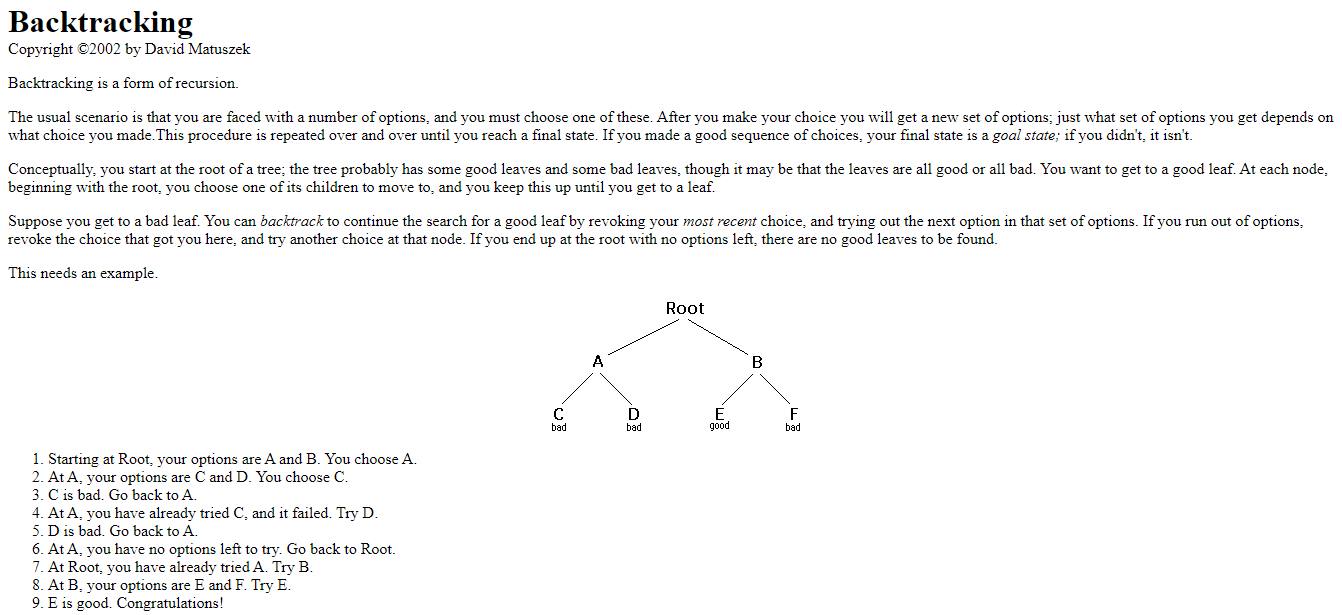 Backtracking
Copyright ©2002 by David Matuszek
Backtracking is a form of recursion.
The usual scenario is that you are faced with a number of options, and you must choose one of these. After you make your choice you will get a new set of options; just what set of options you get depends on
what choice you made.This procedure is repeated over and over until you reach a final state. If you made a good sequence of choices, your final state is a goal state; if you didn't, it isn't.
Conceptually, you start at the root of a tree; the tree probably has some good leaves and some bad leaves, though it may be that the leaves are all good or all bad. You want to get to a good leaf. At each node,
beginning with the root, you choose one of its children to move to, and you keep this up until you get to a leaf.
Suppose you get to a bad leaf. You can backtrack to continue the search for a good leaf by revoking your most recent choice, and trying out the next option in that set of options. If you run out of options,
revoke the choice that got you here, and try another choice at that node. If you end up at the root with no options left, there are no good leaves to be found.
This needs an example.
Root
A B
C D E F
bad bad good bad
1. Starting at Root, your options are A and B. You choose A.
2. At A, your options are C and D. You choose C.
3. C is bad. Go back to A.
4. At A, you have already tried C, and it failed. Try D.
5. D is bad. Go back to A.
6. At A, you have no options left to try. Go back to Root.
7. At Root, you have already tried A. Try B.
8. At B, your options are E and F. Try E.
9. E is good. Congratulations!